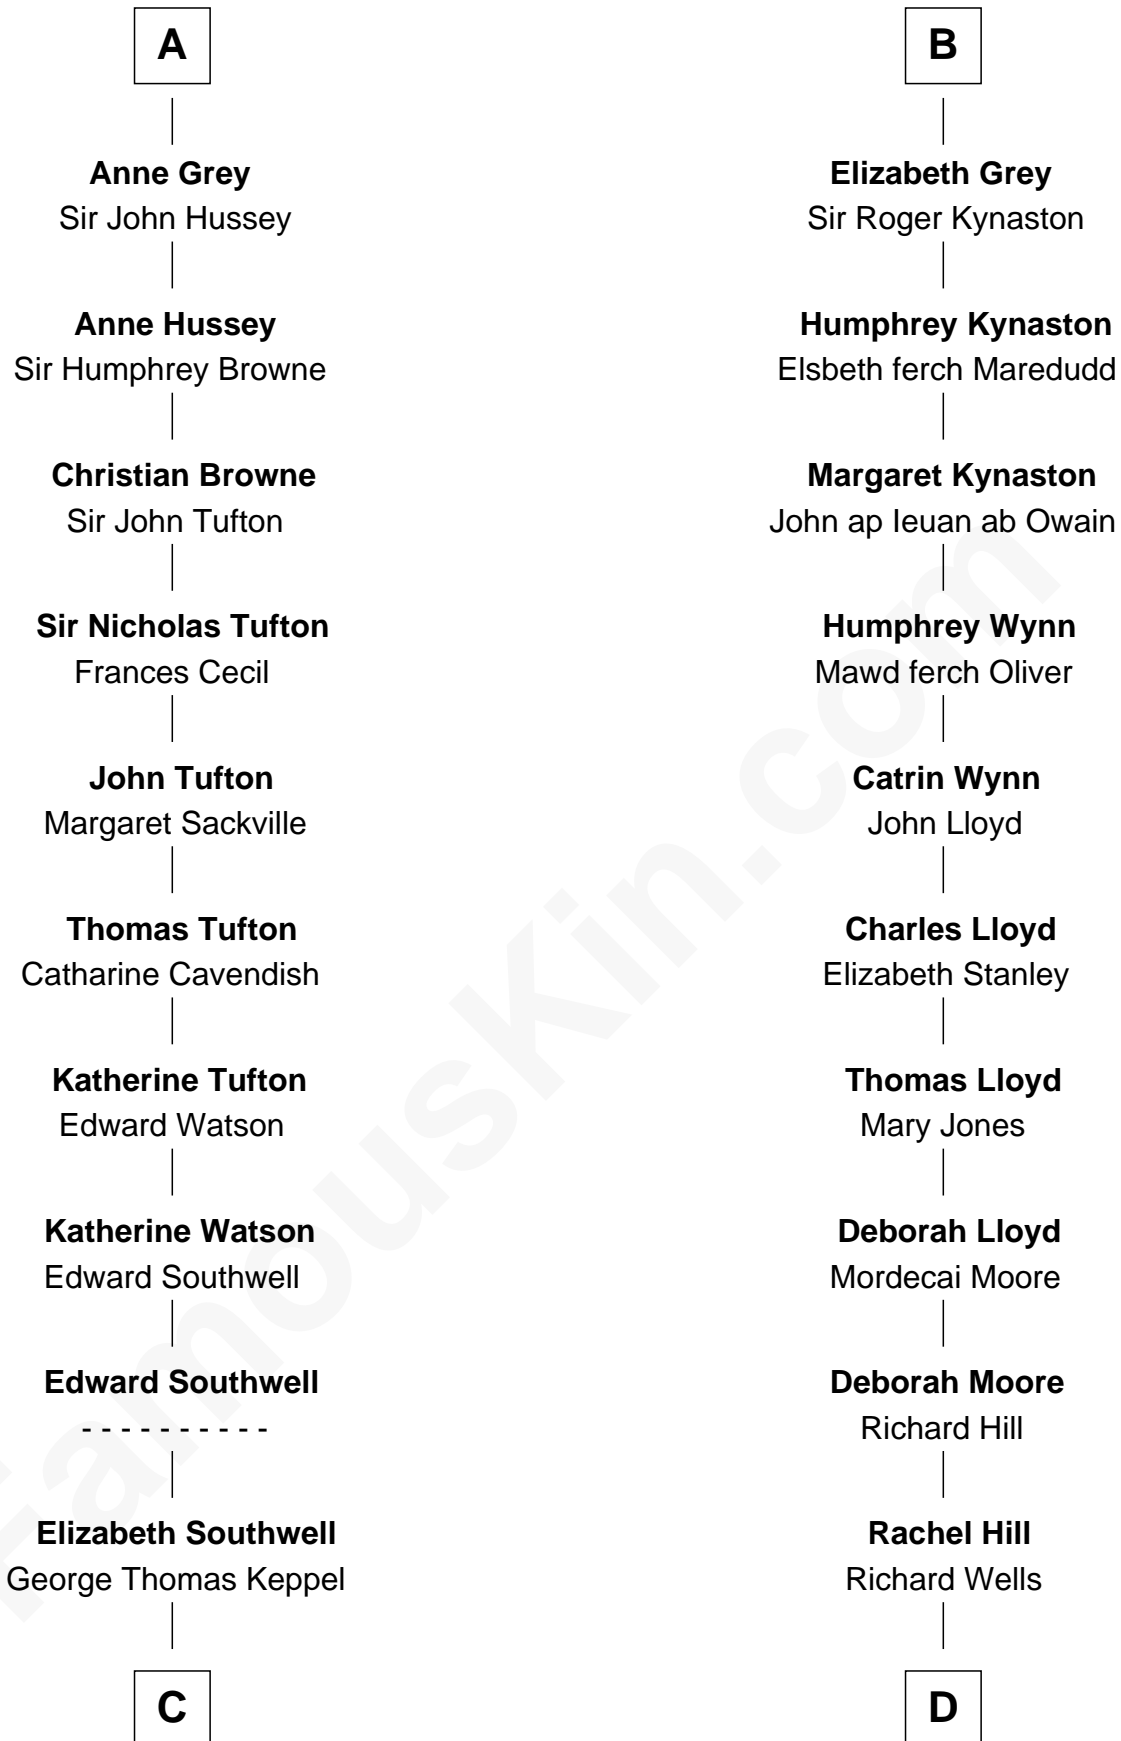 A
Anne Grey
Sir John Hussey
Anne Hussey
Sir Humphrey Browne
Christian Browne
Sir John Tufton
Sir Nicholas Tufton
Frances Cecil
John Tufton
Margaret Sackville
Thomas Tufton
Catharine Cavendish
Katherine Tufton
Edward Watson
Katherine Watson
Edward Southwell
Edward Southwell
- - - - - - - - - -
Elizabeth Southwell
George Thomas Keppel
C
B
Elizabeth Grey
Sir Roger Kynaston
Humphrey Kynaston
Elsbeth ferch Maredudd
Margaret Kynaston
John ap Ieuan ab Owain
Humphrey Wynn
Mawd ferch Oliver
Catrin Wynn
John Lloyd
Charles Lloyd
Elizabeth Stanley
Thomas Lloyd
Mary Jones
Deborah Lloyd
Mordecai Moore
Deborah Moore
Richard Hill
Rachel Hill
Richard Wells
D
FamousKin.com